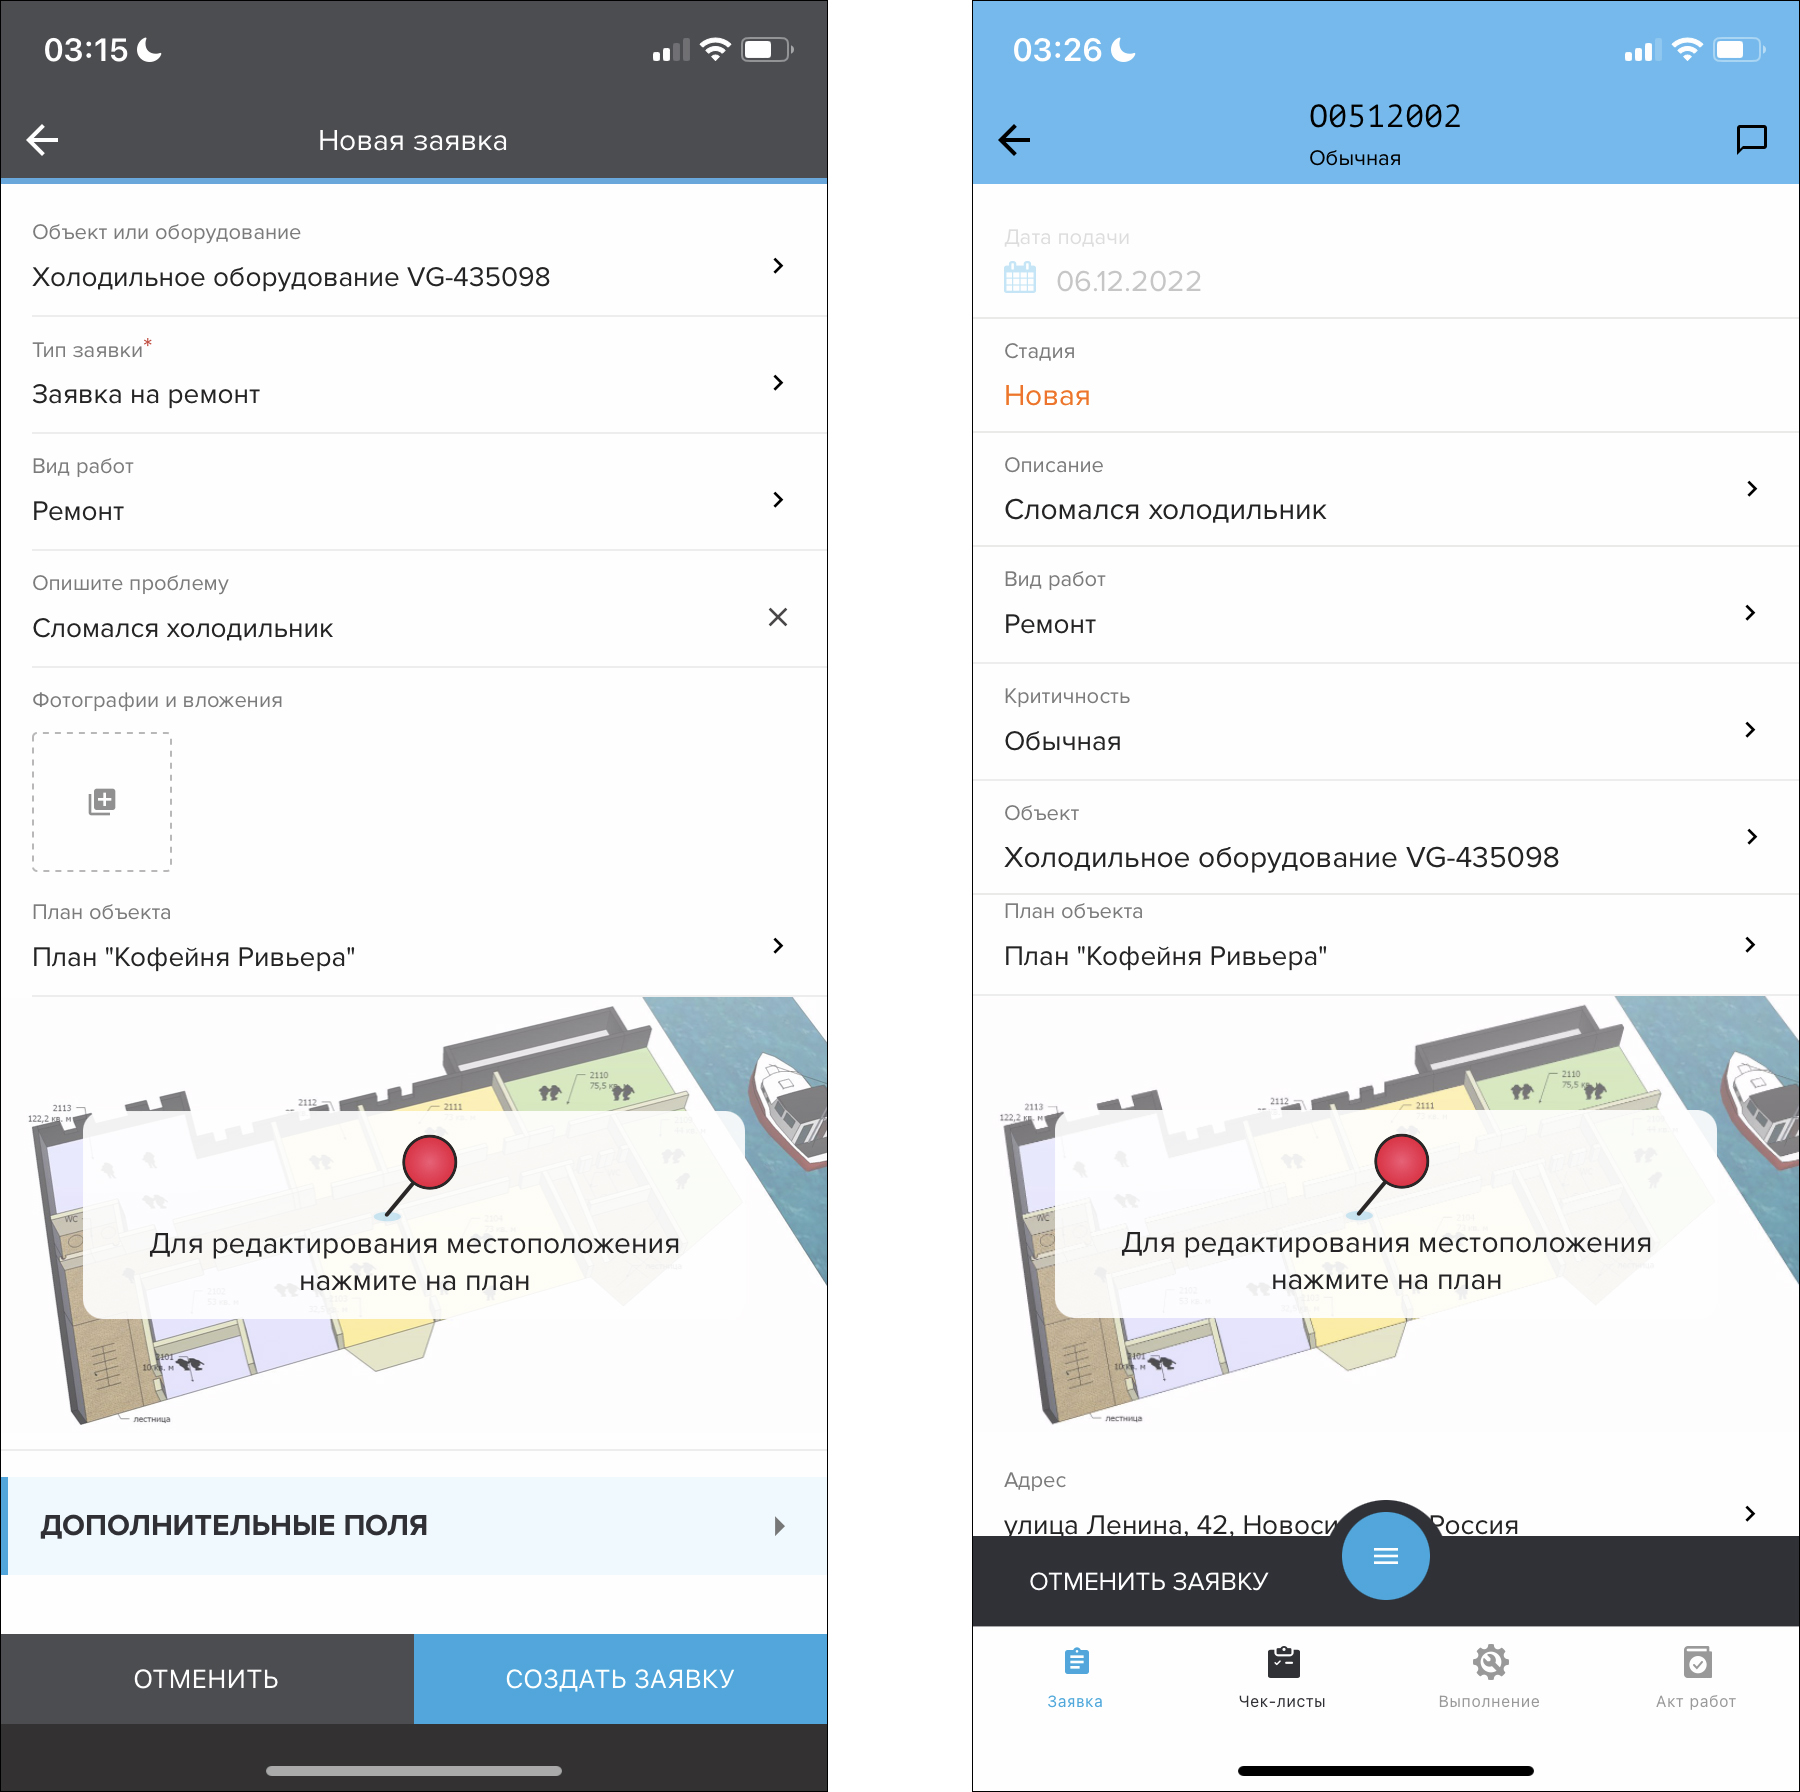 03:15
Новая заявка
Объект или оборудование
Холодильное оборудование VG-435098
Тип заявки*
Заявка на ремонт
Вид работ
Ремонт
Опишите проблему
Сломался холодильник
Фотографии и вложения
План объекта
План "Кофейня Ривьера"
2110
75,5
2113
122,2 кв. м
2112
2111
WC
Для редактирования местоположения
нажмите на план
2101
10 кв. м
лестница
ДОПОЛНИТЕЛЬНЫЕ ПОЛЯ
ОТМЕНИТЬ
СОЗДАТЬ ЗАЯВКУ
03:26
O0512002
Обычная
Дата подачи
06.12.2022
Стадия
Новая
Описание
Сломался холодильник
Вид работ
Ремонт
Критичность
Обычная
Объект
Холодильное оборудование VG-435098
План объекта
План "Кофейня Ривьера"
2110
75,5
2113
122,2 кв. м
2112
2111
WC
Для редактирования местоположения
нажмите на план
2101
10 кв. м
лестница
Адрес
улица Ленина, 42, Новоси Россия
ОТМЕНИТЬ ЗАЯВКУ
Заявка
Чек-листы
Выполнение
Акт работ